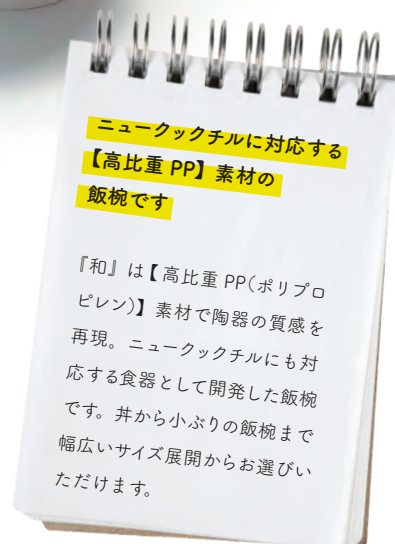 ニュークックチルに対応する
【高比重 PP】素材の
飯椀です
『和』は【高比重 PP(ポリプロ
ピレン)】素材で陶器の質感を
再現。ニュークックチルにも対
応する食器として開発した飯椀
です。丼から小ぶりの飯椀まで
幅広いサイズ展開からお選びい
ただけます。